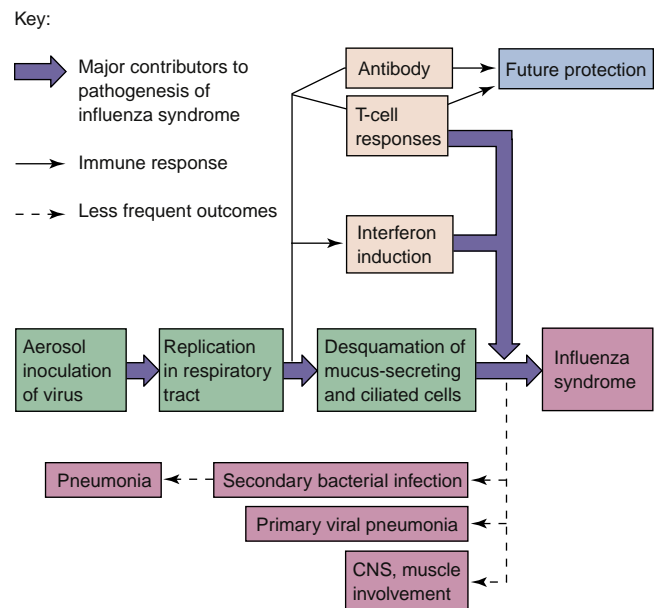 Key:
Major contributors to
pathogenesis of
influenza syndrome
Immune response
Less frequent outcomes
Antibody
Future protection
T-cell
responses
Interferon
induction
Aerosol
inoculation
of virus
Replication
in respiratory
tract
Desquamation of
mucus-secreting
and ciliated cells
Influenza
syndrome
Pneumonia
Secondary bacterial infection
Primary viral pneumonia
CNS, muscle
involvement